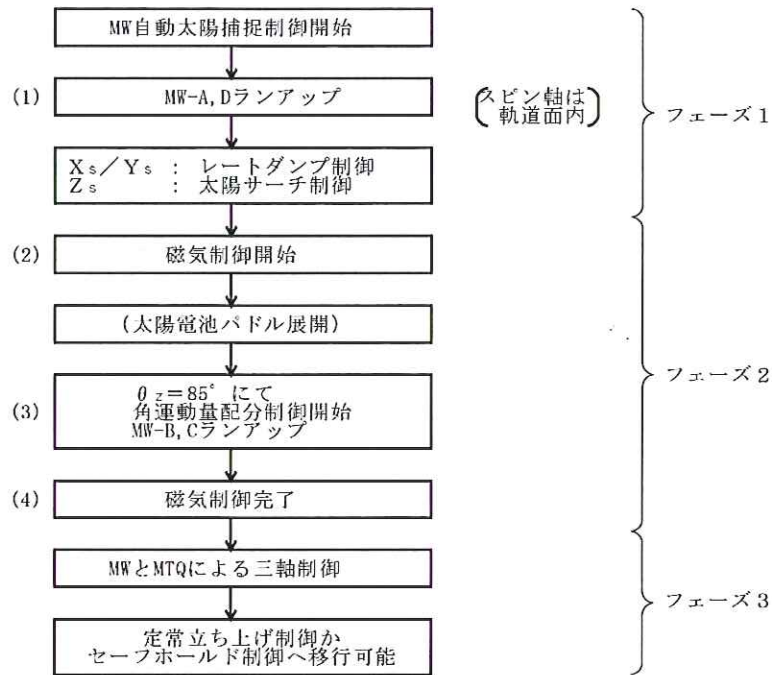 MW自動太陽捕捉制御開始
(1)
MW-A,Dランアップ
(スピン軸は
軌道面内)
フェーズ1
Xs/Ys : レートダンプ制御
Zs : 太陽サーチ制御
(2)
磁気制御開始
(太陽電池パドル展開)
フェーズ2
(3)
θz=85°にて
角運動量配分制御開始
MW-B,Cランアップ
(4)
磁気制御完了
MWとMTQによる三軸制御
フェーズ3
定常立ち上げ制御か
セーフホールド制御へ移行可能